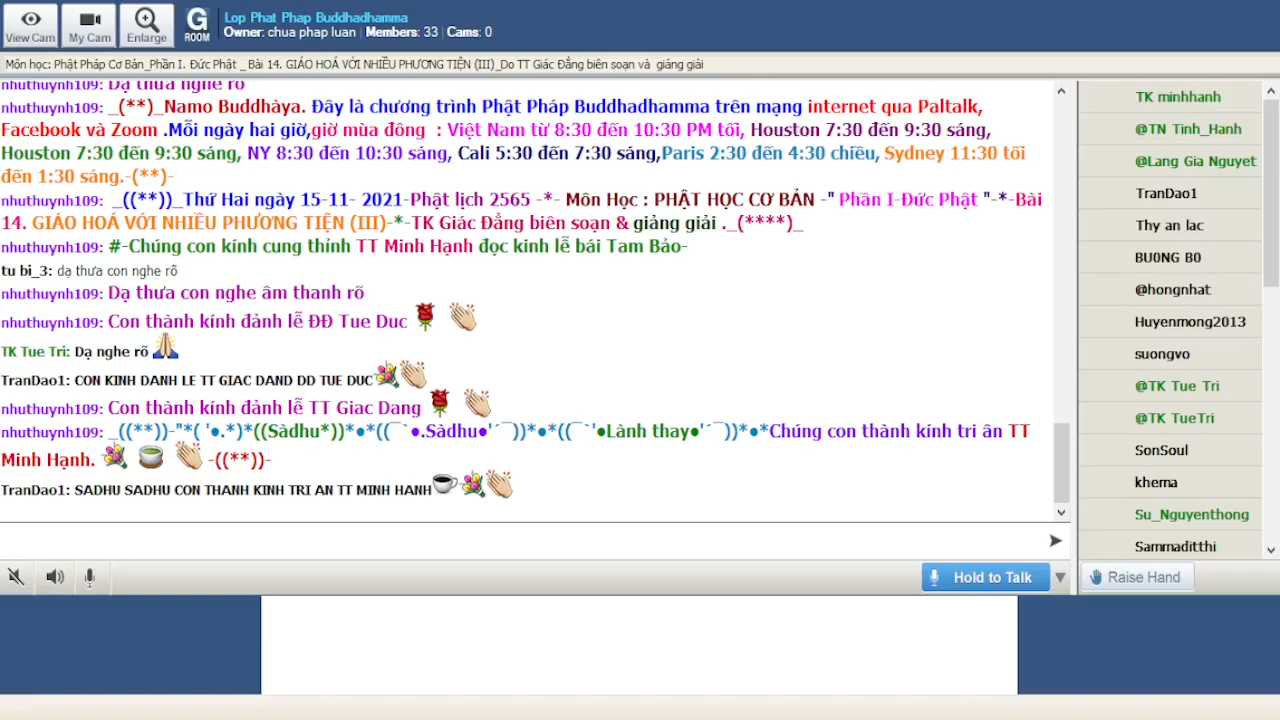 Lop Phat Phap Buddhadhamma
Owner: chua phap luan Members: 33 Cams: 0
View Cam My Cam Enlarge G ROOM
Môn học: Phật Pháp Cơ Bản_Phần I. Đức Phật _ Bài 14. GIÁO HOÁ VỚI NHIỀU PHƯƠNG TIỆN (III)_Do TT Giác Đẳng biên soạn và giảng giải
nhuthuynh109: Dạ thưa nghe rõ
nhuthuynh109: _(**)_Namo Buddhàya. Đây là chương trình Phật Pháp Buddhadhamma trên mạng internet qua Paltalk,
Facebook và Zoom .Mỗi ngày hai giờ,giờ mùa đông : Việt Nam từ 8:30 đến 10:30 PM tối, Houston 7:30 đến 9:30 sáng,
Houston 7:30 đến 9:30 sáng, NY 8:30 đến 10:30 sáng, Cali 5:30 đến 7:30 sáng,Paris 2:30 đến 4:30 chiều, Sydney 11:30 tối
đến 1:30 sáng.-(**)-
nhuthuynh109: _((**))_Thứ Hai ngày 15-11- 2021-Phật lịch 2565 -*- Môn Học : PHẬT HỌC CƠ BẢN -" Phần I-Đức Phật "-*-Bài
14. GIÁO HOÁ VỚI NHIỀU PHƯƠNG TIỆN (III)-*-TK Giác Đẳng biên soạn & giảng giải ._(****)_
nhuthuynh109: #-Chúng con kính cung thỉnh TT Minh Hạnh đọc kinh lễ bái Tam Bảo-
tu bi_3: dạ thưa con nghe rõ
nhuthuynh109: Dạ thưa con nghe âm thanh rõ
nhuthuynh109: Con thành kính đảnh lễ ĐĐ Tue Duc 🌹 👏
TK Tue Tri: Dạ nghe rõ 🙏
TranDao1: CON KINH DANH LE TT GIAC DAND DD TUE DUC 💐👏
nhuthuynh109: Con thành kính đảnh lễ TT Giac Dang 🌹 👏
nhuthuynh109: _((**))-"*( '●.*)*((Sàdhu*))*●*((¯`●.Sàdhu●'´¯))*●*((¯`'●Lành thay●'´¯))*●*Chúng con thành kính tri ân TT
Minh Hạnh. 💐 🍵 👏 -((**))-
TranDao1: SADHU SADHU CON THANH KINH TRI AN TT MINH HANH☕💐👏
TK minhhanh
@TN Tinh_Hanh
@Lang Gia Nguyet
TranDao1
Thy an lac
BU0NG B0
@hongnhat
Huyenmong2013
suongvo
@TK Tue Tri
@TK TueTri
SonSoul
khema
Su_Nguyenthong
Sammaditthi
Hold to Talk
Raise Hand